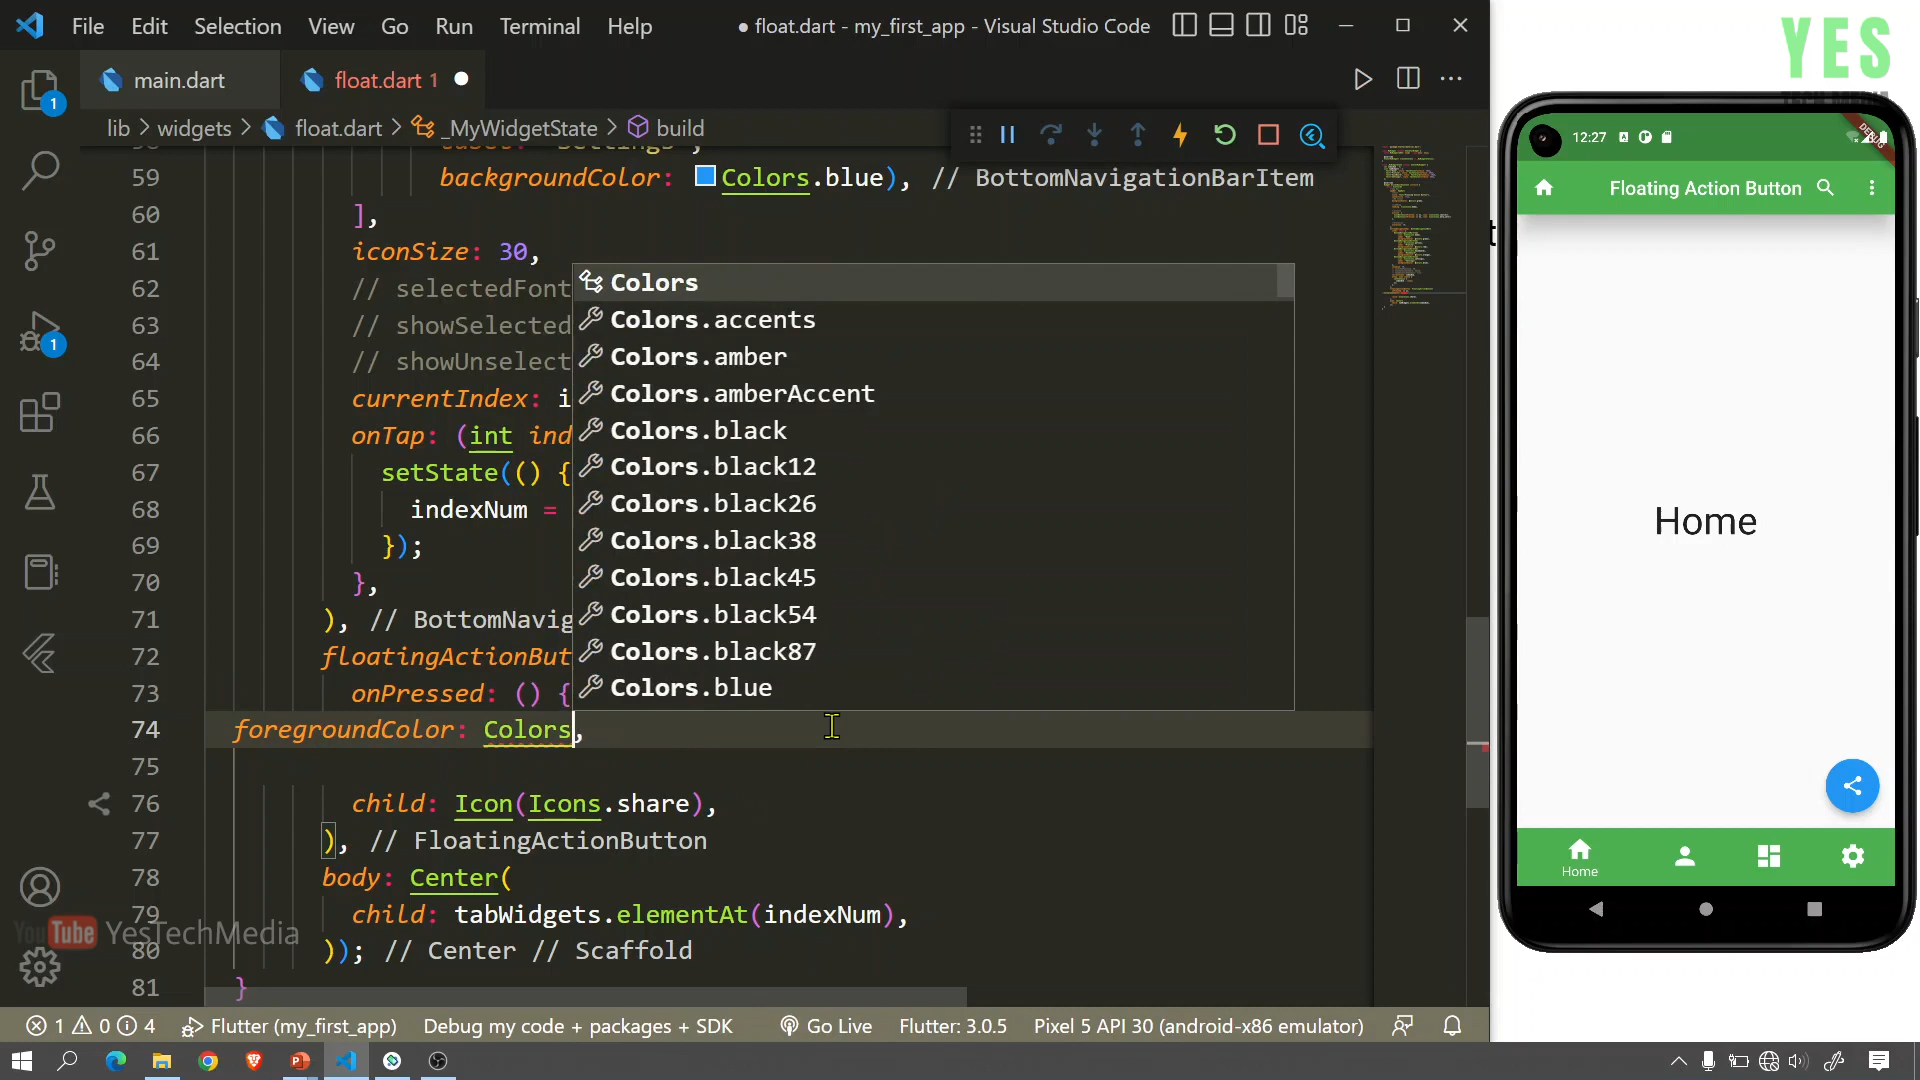 File Edit Selection View Go Run Terminal Help
● float.dart - my_first_app - Visual Studio Code
YES
main.dart
float.dart 1
lib > widgets > float.dart > _MyWidgetState > build
59 backgroundColor: Colors.blue), // BottomNavigationBarItem
60 ],
61 iconSize: 30,
62 // selectedFont
63 // showSelected
64 // showUnselect
65 currentIndex: i
66 onTap: (int ind
67 setState(() {
68 indexNum =
69 });
70 },
71 ), // BottomNavig
72 floatingActionBut
73 onPressed: () {
74 foregroundColor: Colors,
75
76 child: Icon(Icons.share),
77 ), // FloatingActionButton
78 body: Center(
79 child: tabWidgets.elementAt(indexNum),
80 )); // Center // Scaffold
81 }
Colors
Colors.accents
Colors.amber
Colors.amberAccent
Colors.black
Colors.black12
Colors.black26
Colors.black38
Colors.black45
Colors.black54
Colors.black87
Colors.blue
1
1
YouTube YesTechMedia
12:27
DEBUG
Floating Action Button
Home
Home
1 0 4 Flutter (my_first_app) Debug my code + packages + SDK Go Live Flutter: 3.0.5 Pixel 5 API 30 (android-x86 emulator)